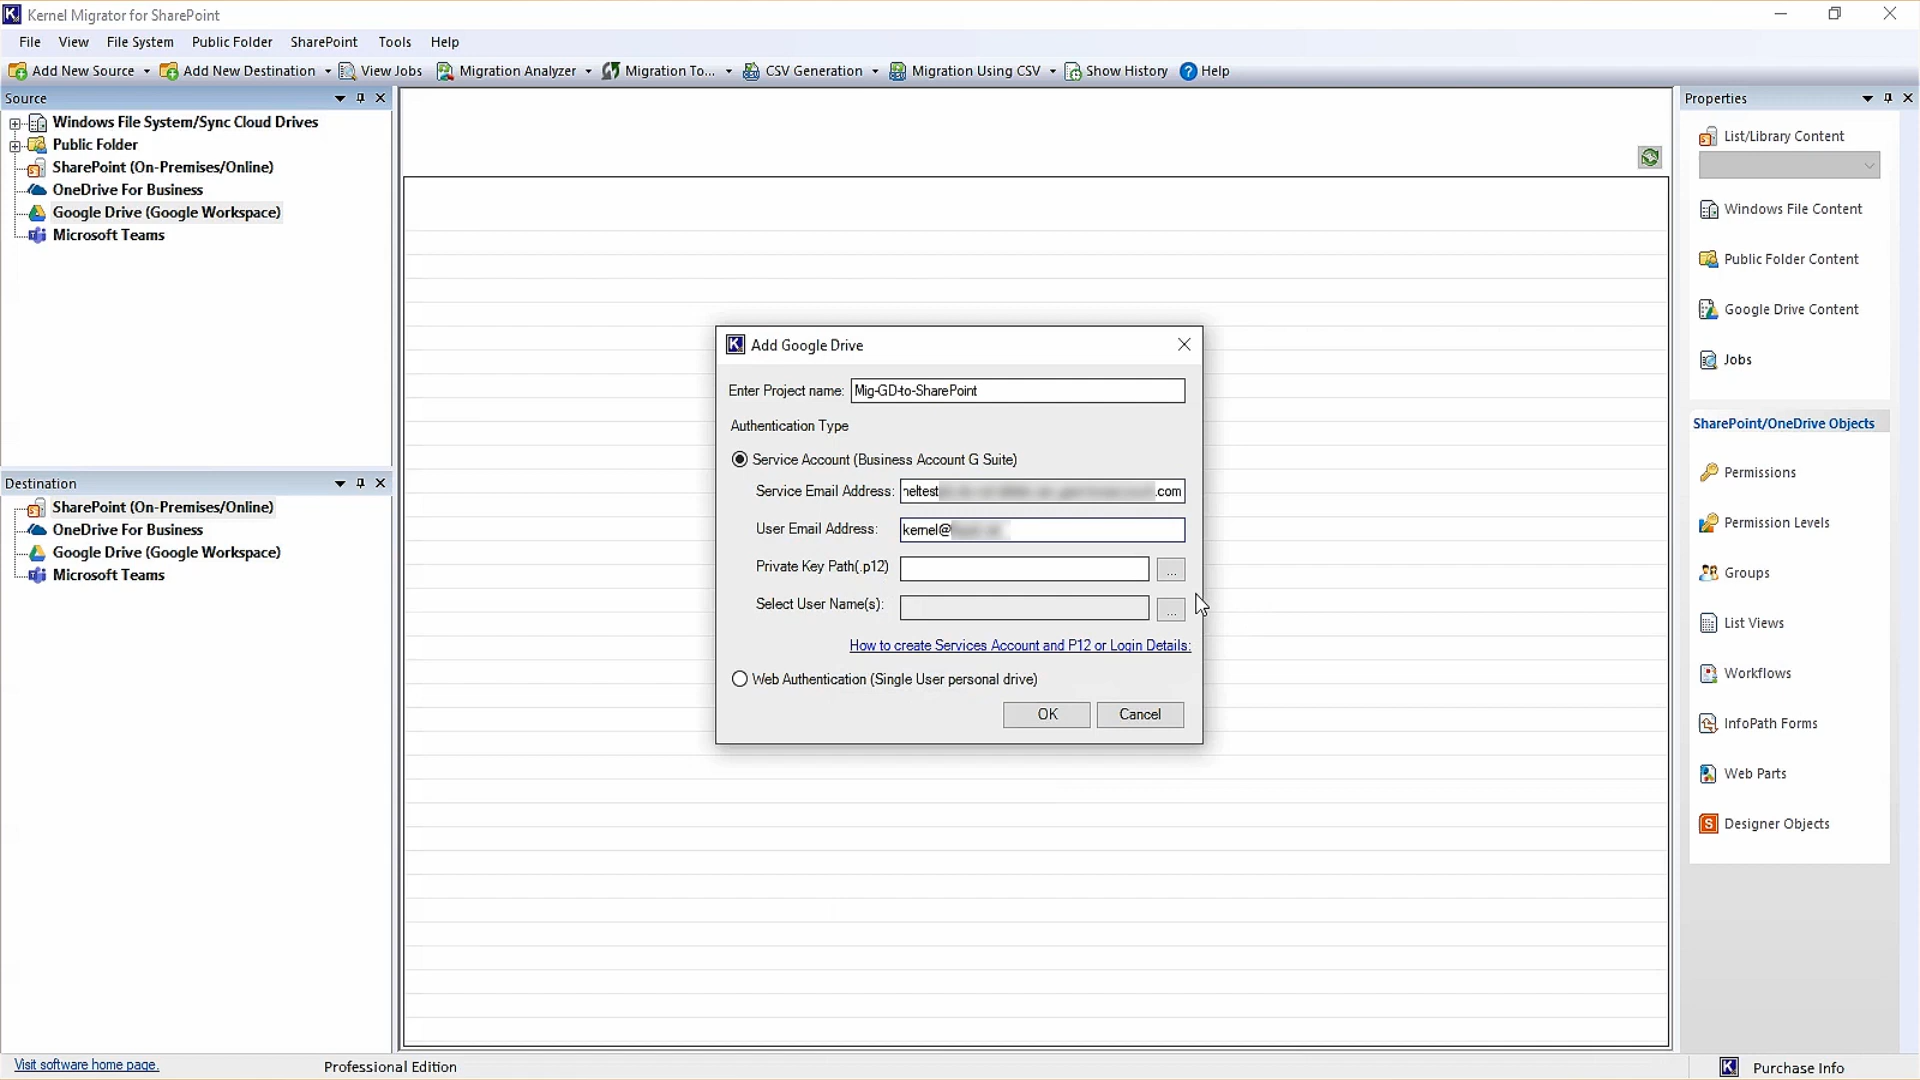 Kernel Migrator for SharePoint
File View File System Public Folder SharePoint Tools Help
Add New Source Add New Destination View Jobs Migration Analyzer Migration To... CSV Generation Migration Using CSV Show History Help
Source
Windows File System/Sync Cloud Drives
Public Folder
SharePoint (On-Premises/Online)
OneDrive For Business
Google Drive (Google Workspace)
Microsoft Teams
Destination
SharePoint (On-Premises/Online)
OneDrive For Business
Google Drive (Google Workspace)
Microsoft Teams
Add Google Drive
Enter Project name: Mig-GD-to-SharePoint
Authentication Type
Service Account (Business Account G Suite)
Service Email Address: neltest .com
User Email Address: kernel@
Private Key Path(.p12) ...
Select User Name(s): ...
How to create Services Account and P12 or Login Details:
Web Authentication (Single User personal drive)
OK Cancel
Properties
List/Library Content
Windows File Content
Public Folder Content
Google Drive Content
Jobs
SharePoint/OneDrive Objects
Permissions
Permission Levels
Groups
List Views
Workflows
InfoPath Forms
Web Parts
Designer Objects
Visit software home page.
Professional Edition
Purchase Info